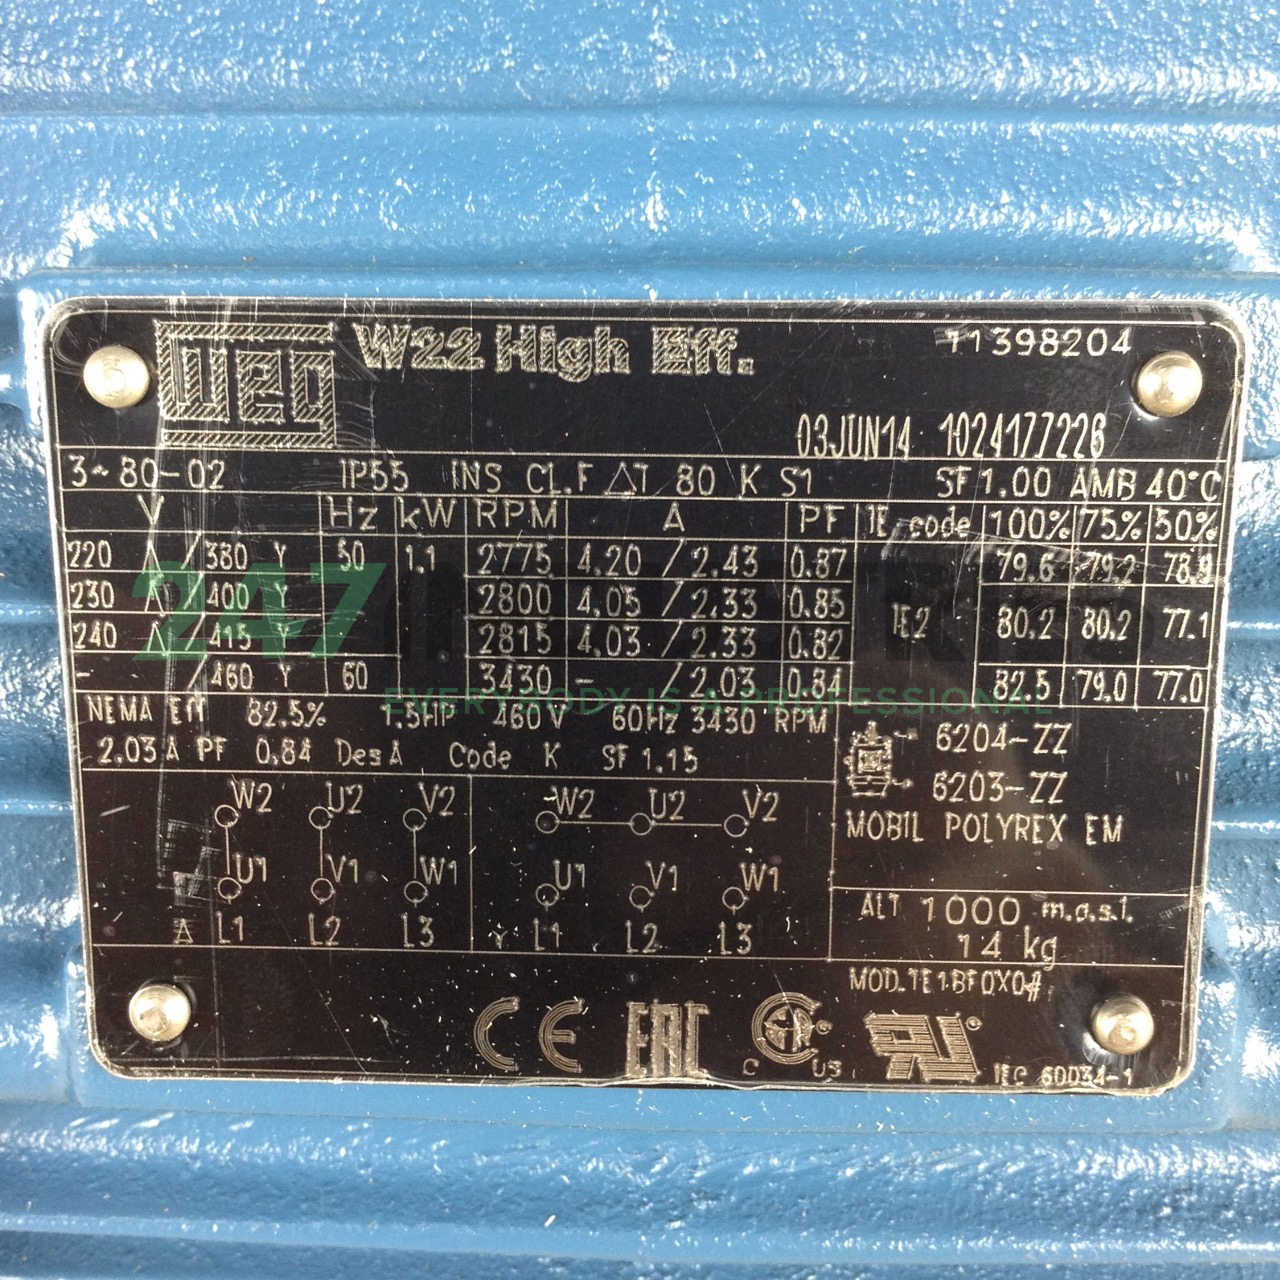 WEG W22 High Eff. 11398204
03JUN14 1024177226
3~80-02 IP55 INS CL.F ΔT 80 K S1 SF 1.00 AMB 40°C
V Hz kW RPM A PF IE-code 100% 75% 50%
220 Δ/380 Y 50 1.1 2775 4.20/2.43 0.87 79.6 79.2 78.9
230 Δ/400 Y 2800 4.05/2.33 0.85 IE2 80.2 80.2 77.1
240 Δ/415 Y 2815 4.03/2.33 0.82
- /460 Y 60 3430 - /2.03 0.84 82.5 79.0 77.0
247 INDUSTRIES
EVERYBODY IS A PROFESSIONAL
NEMA Eff 82.5% 1.5HP 460V 60Hz 3430 RPM
2.03A PF 0.84 Des A Code K SF 1.15
6204-ZZ
6203-ZZ
MOBIL POLYREX EM
W2 U2 V2 W2 U2 V2
U1 V1 W1 U1 V1 W1
Δ L1 L2 L3 Y L1 L2 L3
ALT 1000 m.a.s.l.
14 kg
MOD.TE1BF0X0#
CE EAC C US
IEC 60034-1